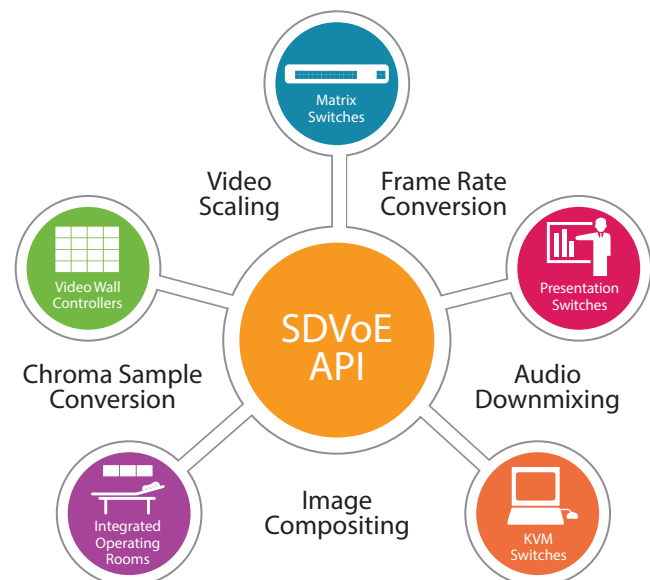 Matrix
Switches
Video
Scaling
Frame Rate
Conversion
Video Wall
Controllers
Presentation
Switches
SDVoE
API
Chroma Sample
Conversion
Audio
Downmixing
Integrated
Operating
Rooms
Image
Compositing
KVM
Switches